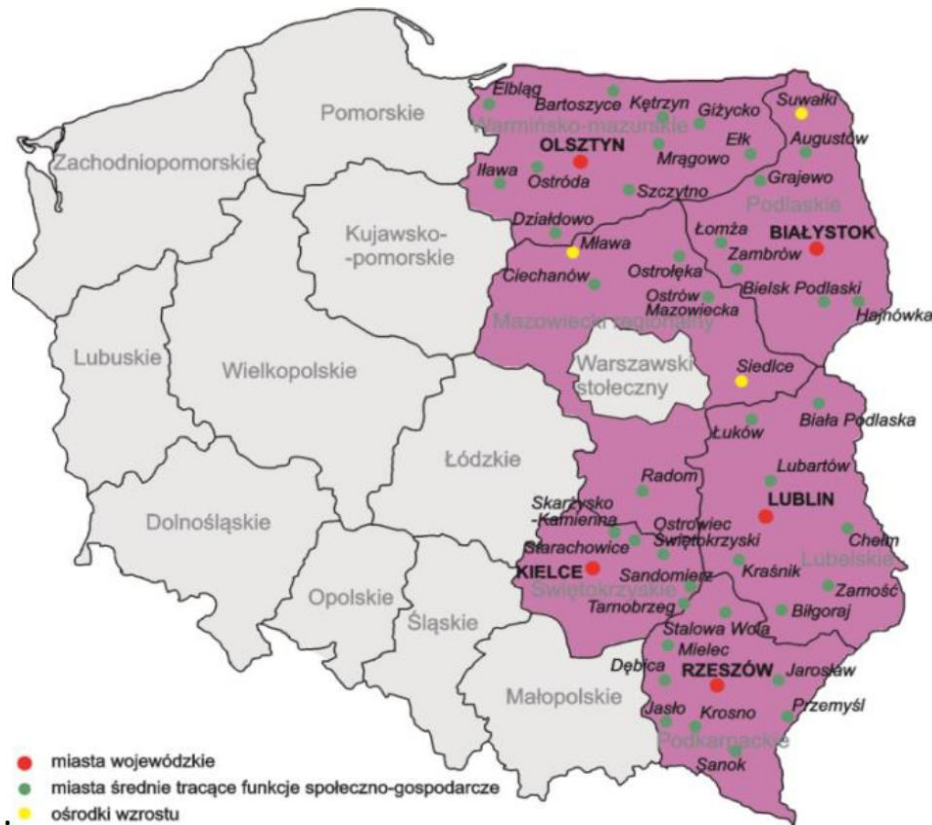 Elbląg
Bartoszyce
Kętrzyn
Giżycko
Suwałki
Pomorskie
Warmińsko-mazurskie
Augustów
Zachodniopomorskie
OLSZTYN
Ełk
Mrągowo
Iława
Ostróda
Grajewo
Szczytno
Podlaskie
Działdowo
Łomża
BIAŁYSTOK
Kujawsko-
-pomorskie
Mława
Zambrów
Ciechanów
Ostrołęka
Bielsk Podlaski
Ostrów
Mazowiecka
Hajnówka
Mazowiecki regionalny
Lubuskie
Wielkopolskie
Warszawski
stołeczny
Siedlce
Biała Podlaska
Łuków
Łódzkie
Radom
Lubartów
Skarżysko
-Kamienna
LUBLIN
Dolnośląskie
Ostrowiec
Świętokrzyski
Starachowice
Chełm
Lubelskie
KIELCE
Kraśnik
Sandomierz
Świętokrzyskie
Zamość
Opolskie
Tarnobrzeg
Biłgoraj
Śląskie
Stalowa Wola
Mielec
Dębica
RZESZÓW
Jarosław
Małopolskie
Jasło
Krosno
Przemyśl
Podkarpackie
Sanok
miasta wojewódzkie
miasta średnie tracące funkcje społeczno-gospodarcze
ośrodki wzrostu